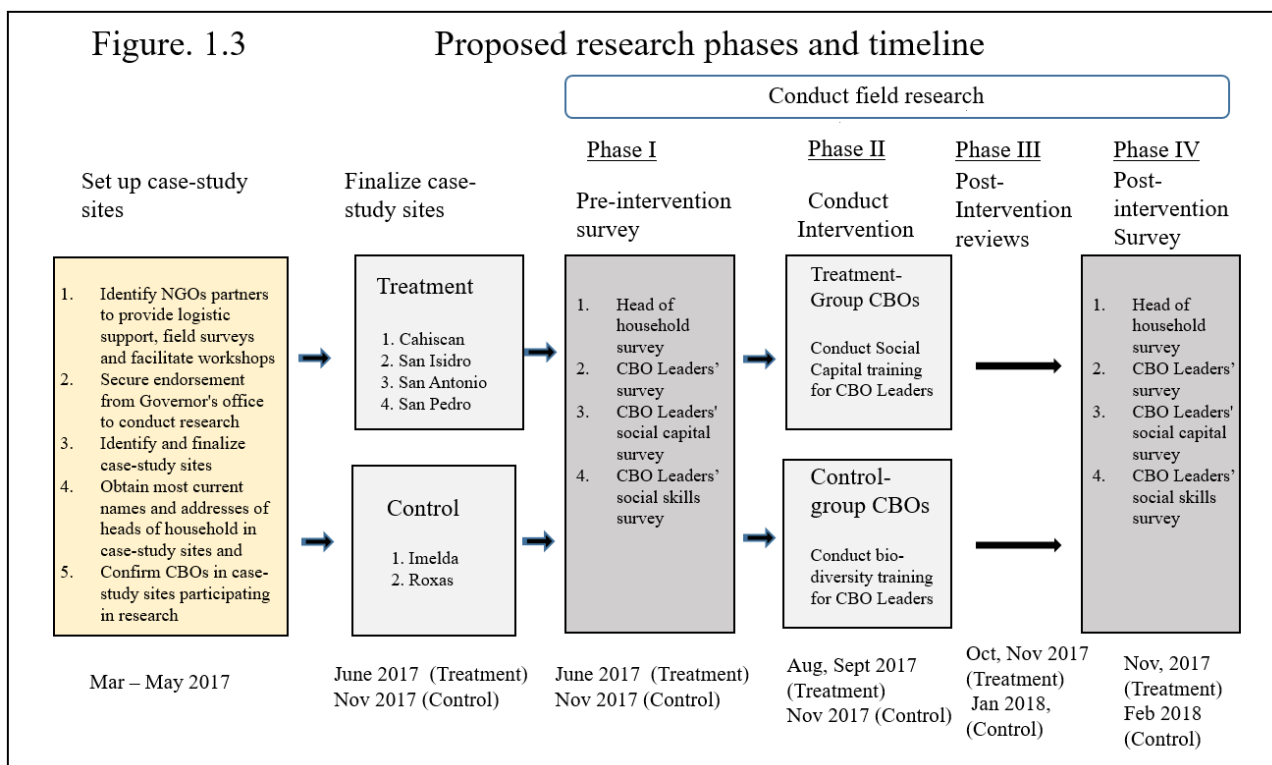 Figure. 1.3
Proposed research phases and timeline
Conduct field research
Set up case-study
sites
Finalize case-
study sites
Phase I
Pre-intervention
survey
Phase II
Conduct
Intervention
Phase III
Post-
Intervention
reviews
Phase IV
Post-
intervention
Survey
1. Identify NGOs partners
to provide logistic
support, field surveys
and facilitate workshops
2. Secure endorsement
from Governor's office
to conduct research
3. Identify and finalize
case-study sites
4. Obtain most current
names and addresses of
heads of household in
case-study sites and
5. Confirm CBOs in case-
study sites participating
in research
Treatment
1. Cahiscan
2. San Isidro
3. San Antonio
4. San Pedro
Control
1. Imelda
2. Roxas
1. Head of
household
survey
2. CBO Leaders’
survey
3. CBO Leaders'
social capital
survey
4. CBO Leaders’
social skills
survey
Treatment-
Group CBOs
Conduct Social
Capital training
for CBO Leaders
Control-
group CBOs
Conduct bio-
diversity training
for CBO Leaders
1. Head of
household
survey
2. CBO Leaders’
survey
3. CBO Leaders'
social capital
survey
4. CBO Leaders’
social skills
survey
Mar – May 2017
June 2017 (Treatment)
Nov 2017 (Control)
June 2017 (Treatment)
Nov 2017 (Control)
Aug, Sept 2017
(Treatment)
Nov 2017 (Control)
Oct, Nov 2017
(Treatment)
Jan 2018,
(Control)
Nov, 2017
(Treatment)
Feb 2018
(Control)